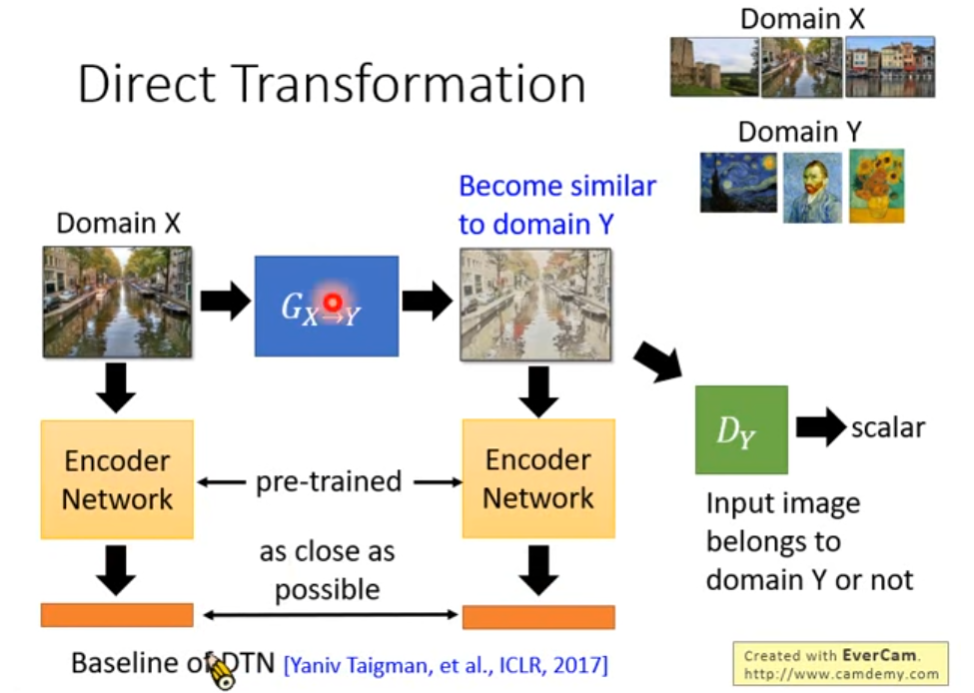 Direct Transformation
Domain X
Domain Y
Domain X
Become similar
to domain Y
G_{X→Y}
Encoder
Network
pre-trained
Encoder
Network
D_Y
scalar
Input image
belongs to
domain Y or not
as close as
possible
Baseline of DTN [Yaniv Taigman, et al., ICLR, 2017]
Created with EverCam.
http://www.camdemy.com